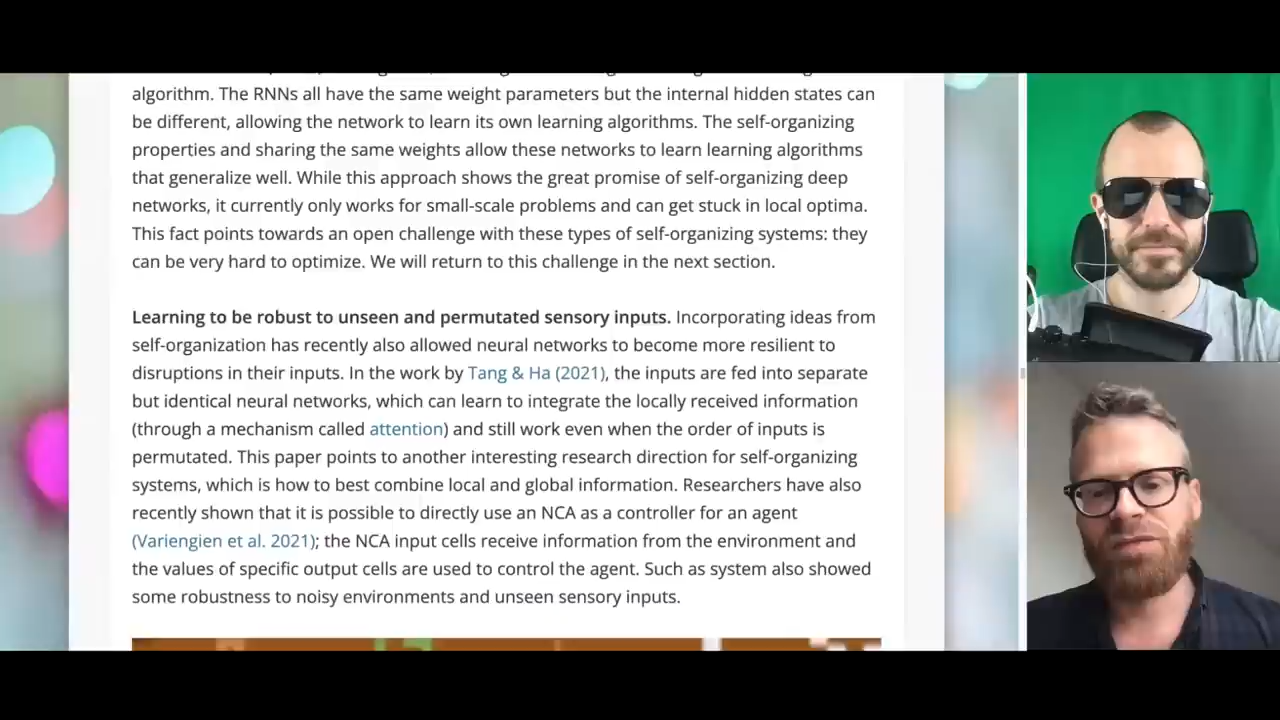 algorithm. The RNNs all have the same weight parameters but the internal hidden states can
be different, allowing the network to learn its own learning algorithms. The self-organizing
properties and sharing the same weights allow these networks to learn learning algorithms
that generalize well. While this approach shows the great promise of self-organizing deep
networks, it currently only works for small-scale problems and can get stuck in local optima.
This fact points towards an open challenge with these types of self-organizing systems: they
can be very hard to optimize. We will return to this challenge in the next section.
Learning to be robust to unseen and permutated sensory inputs. Incorporating ideas from
self-organization has recently also allowed neural networks to become more resilient to
disruptions in their inputs. In the work by Tang & Ha (2021), the inputs are fed into separate
but identical neural networks, which can learn to integrate the locally received information
(through a mechanism called attention) and still work even when the order of inputs is
permutated. This paper points to another interesting research direction for self-organizing
systems, which is how to best combine local and global information. Researchers have also
recently shown that it is possible to directly use an NCA as a controller for an agent
(Variengien et al. 2021); the NCA input cells receive information from the environment and
the values of specific output cells are used to control the agent. Such as system also showed
some robustness to noisy environments and unseen sensory inputs.